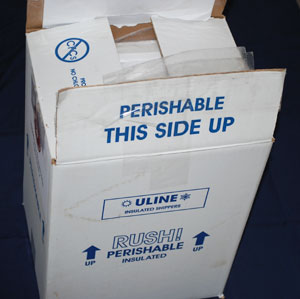 PERISHABLE
THIS SIDE UP
ULINE
INSULATED SHIPPERS
RUSH!
PERISHABLE
INSULATED
UP
UP